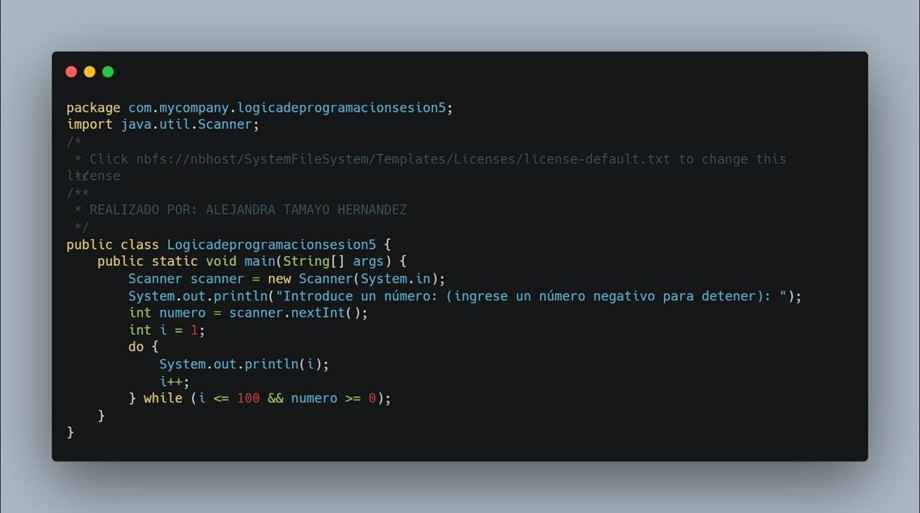 package com.mycompany.logicadeprogramacionsesion5;
import java.util.Scanner;
/*
 * Click nbfs://nbhost/SystemFileSystem/Templates/Licenses/license-default.txt to change this
license
 */
/**
 * REALIZADO POR: ALEJANDRA TAMAYO HERNANDEZ
 */
public class Logicadeprogramacionsesion5 {
    public static void main(String[] args) {
        Scanner scanner = new Scanner(System.in);
        System.out.println("Introduce un número: (ingrese un número negativo para detener): ");
        int numero = scanner.nextInt();
        int i = 1;
        do {
            System.out.println(i);
            i++;
        } while (i <= 100 && numero >= 0);
    }
}